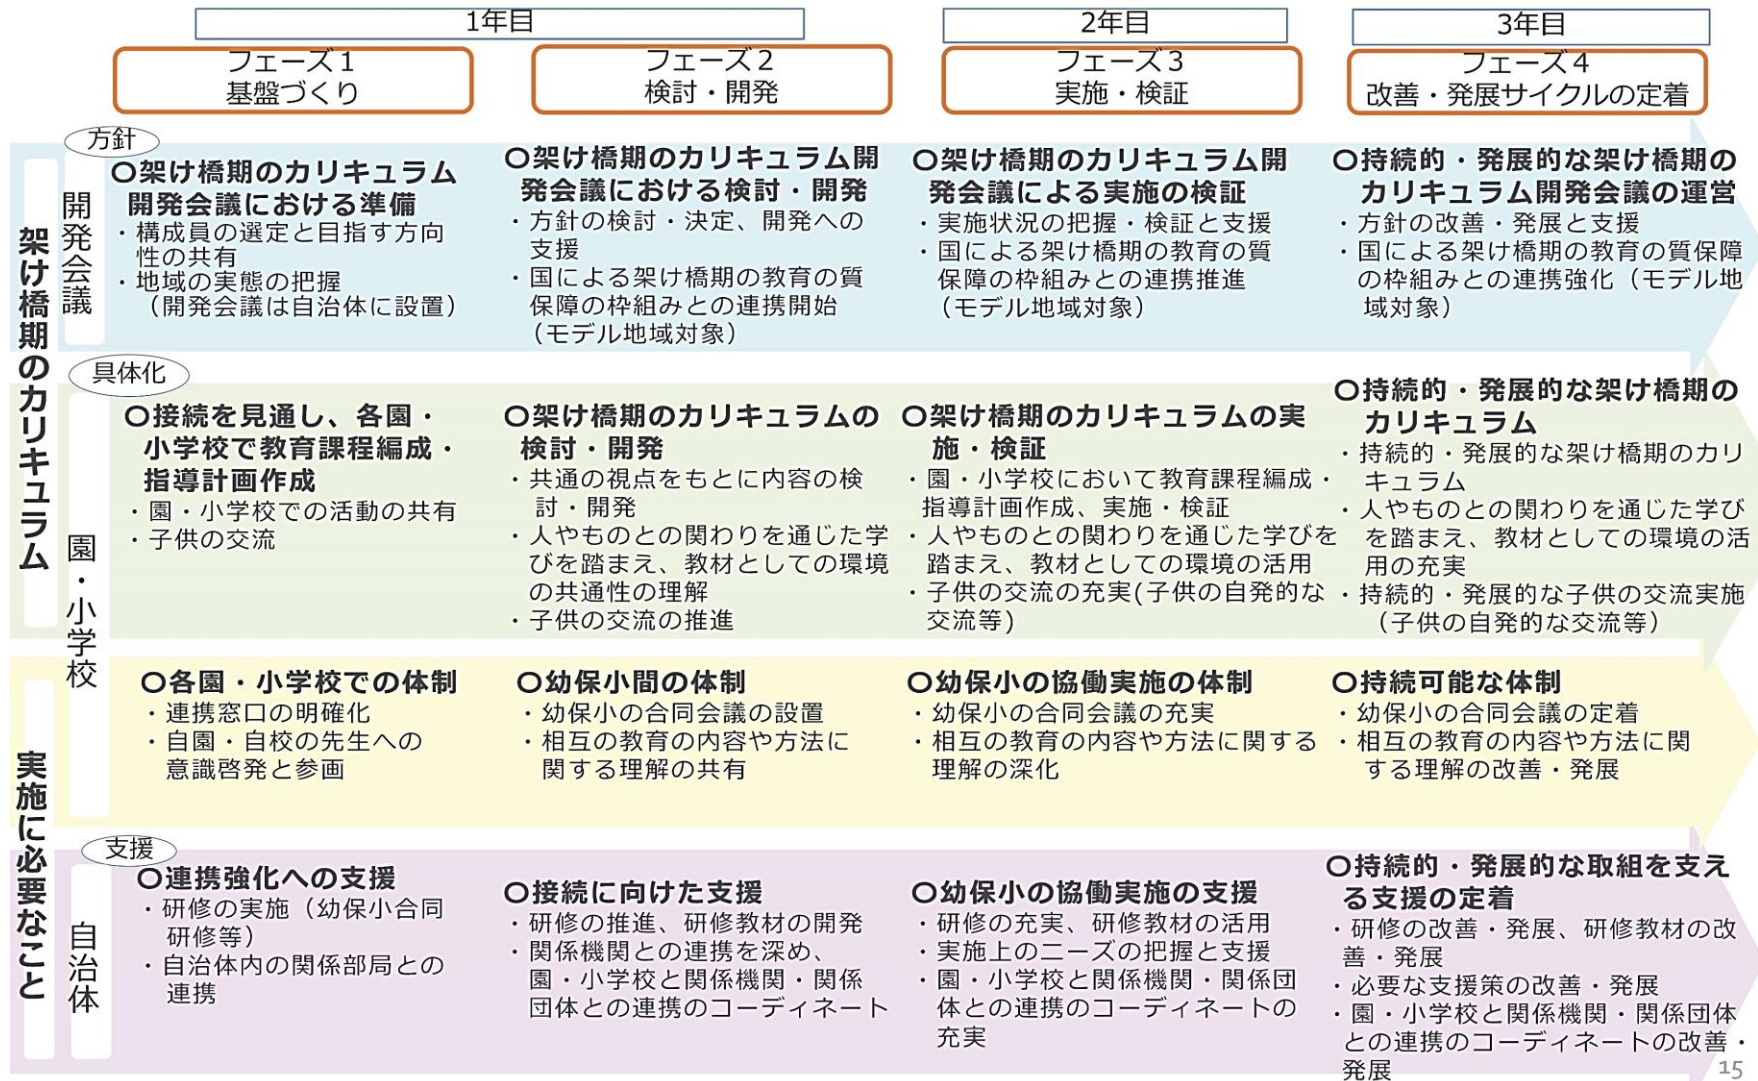 1年目
2年目
3年目
フェーズ１
基盤づくり
フェーズ２
検討・開発
フェーズ３
実施・検証
フェーズ４
改善・発展サイクルの定着
架け橋期のカリキュラム
方針
開発会議
〇架け橋期のカリキュラム
開発会議における準備
・構成員の選定と目指す方向
性の共有
・地域の実態の把握
（開発会議は自治体に設置）
〇架け橋期のカリキュラム開
発会議における検討・開発
・方針の検討・決定、開発への
支援
・国による架け橋期の教育の質
保障の枠組みとの連携開始
（モデル地域対象）
〇架け橋期のカリキュラム開
発会議による実施の検証
・実施状況の把握・検証と支援
・国による架け橋期の教育の質
保障の枠組みとの連携推進
（モデル地域対象）
〇持続的・発展的な架け橋期の
カリキュラム開発会議の運営
・方針の改善・発展と支援
・国による架け橋期の教育の質保障
の枠組みとの連携強化（モデル地
域対象）
具体化
園・小学校
〇接続を見通し、各園・
小学校で教育課程編成・
指導計画作成
・園・小学校での活動の共有
・子供の交流
〇架け橋期のカリキュラムの
検討・開発
・共通の視点をもとに内容の検
討・開発
・人やものとの関わりを通じた学
びを踏まえ、教材としての環境
の共通性の理解
・子供の交流の推進
〇架け橋期のカリキュラムの実
施・検証
・園・小学校において教育課程編成・
指導計画作成、実施・検証
・人やものとの関わりを通じた学びを
踏まえ、教材としての環境の活用
・子供の交流の充実(子供の自発的な
交流等)
〇持続的・発展的な架け橋期の
カリキュラム
・持続的・発展的な架け橋期のカリ
キュラム
・人やものとの関わりを通じた学び
を踏まえ、教材としての環境の活
用の充実
・持続的・発展的な子供の交流実施
（子供の自発的な交流等）
実施に必要なこと
〇各園・小学校での体制
・連携窓口の明確化
・自園・自校の先生への
意識啓発と参画
〇幼保小間の体制
・幼保小の合同会議の設置
・相互の教育の内容や方法に
関する理解の共有
〇幼保小の協働実施の体制
・幼保小の合同会議の充実
・相互の教育の内容や方法に関する
理解の深化
〇持続可能な体制
・幼保小の合同会議の定着
・相互の教育の内容や方法に関
する理解の改善・発展
支援
自治体
〇連携強化への支援
・研修の実施（幼保小合同
研修等）
・自治体内の関係部局との
連携
〇接続に向けた支援
・研修の推進、研修教材の開発
・関係機関との連携を深め、
園・小学校と関係機関・関係
団体との連携のコーディネート
〇幼保小の協働実施の支援
・研修の充実、研修教材の活用
・実施上のニーズの把握と支援
・園・小学校と関係機関・関係団
体との連携のコーディネートの
充実
〇持続的・発展的な取組を支え
る支援の定着
・研修の改善・発展、研修教材の改
善・発展
・必要な支援策の改善・発展
・園・小学校と関係機関・関係団体
との連携のコーディネートの改善・
発展
15